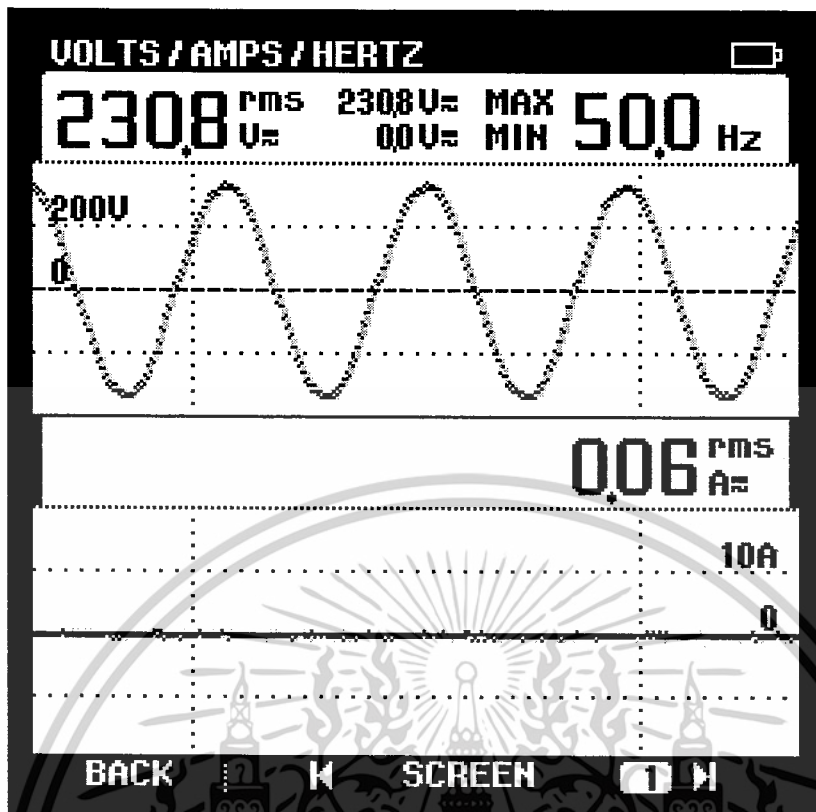 VOLTS / AMPS / HERTZ
230.8 rms V≂ 230.8 V≂ MAX 50.0 Hz
0.0 V≂ MIN
200V
0
0.06 rms A≂
10A
0
BACK SCREEN 1